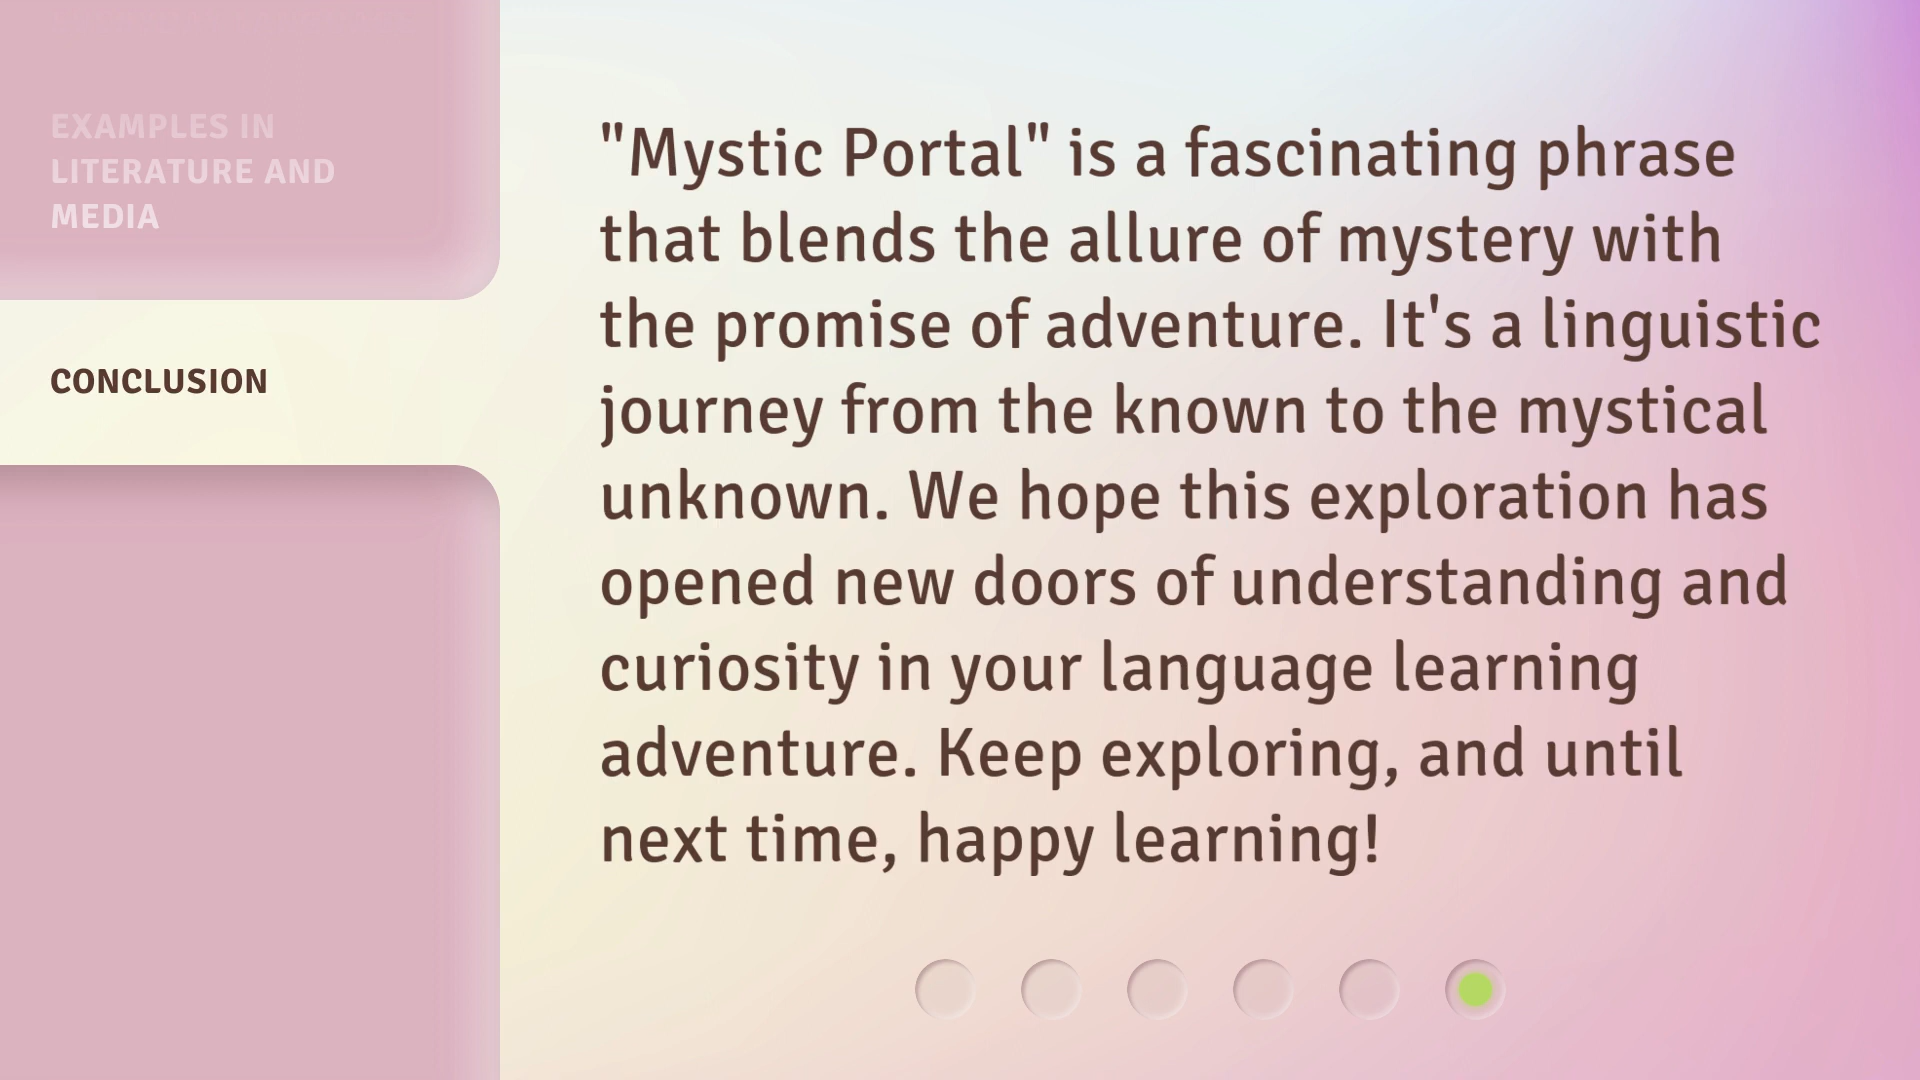 EXAMPLES IN
LITERATURE AND
MEDIA
CONCLUSION
"Mystic Portal" is a fascinating phrase
that blends the allure of mystery with
the promise of adventure. It's a linguistic
journey from the known to the mystical
unknown. We hope this exploration has
opened new doors of understanding and
curiosity in your language learning
adventure. Keep exploring, and until
next time, happy learning!